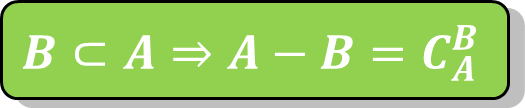 B ⊂ A ⇒ A − B = C_A^B